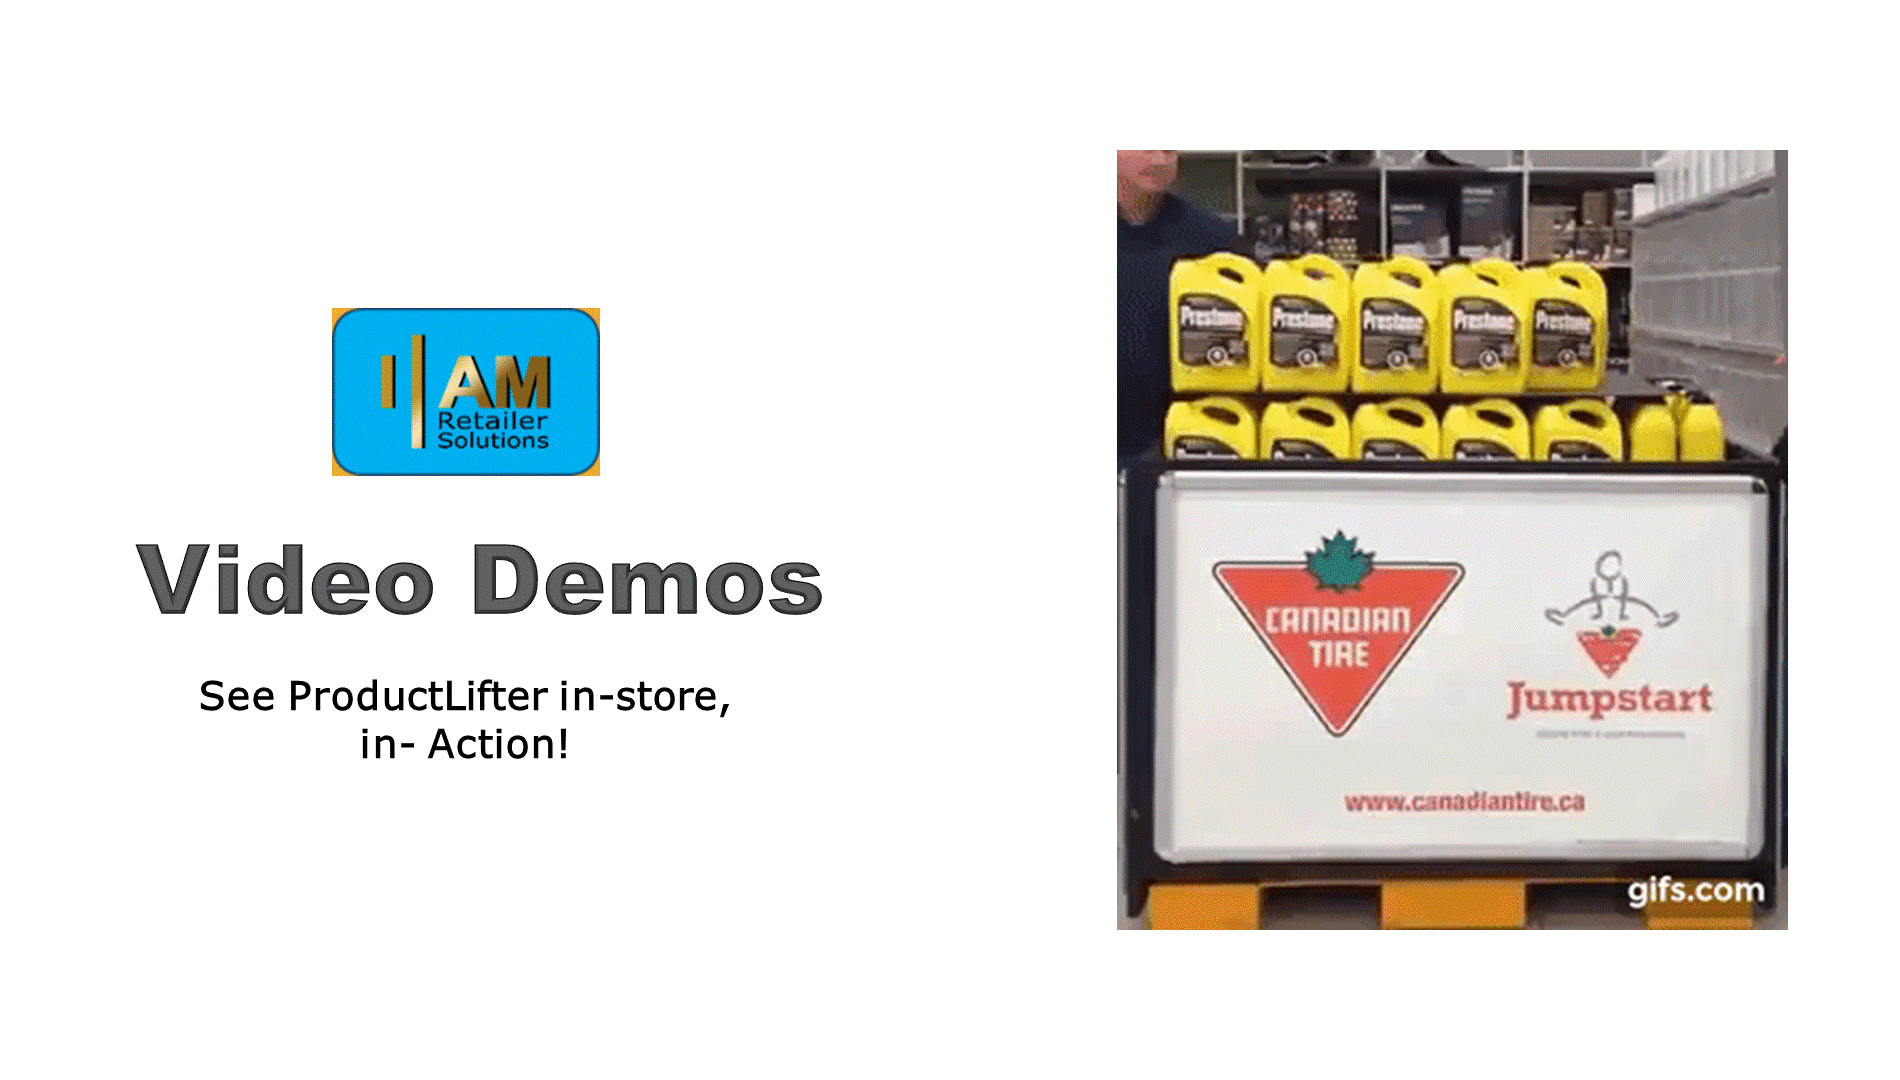 AM
Retailer
Solutions
Video Demos
See ProductLifter in-store,
in- Action!
Prestone Prestone Prestone Prestone Prestone
CANADIAN
TIRE
Jumpstart
www.canadiantire.ca
gifs.com